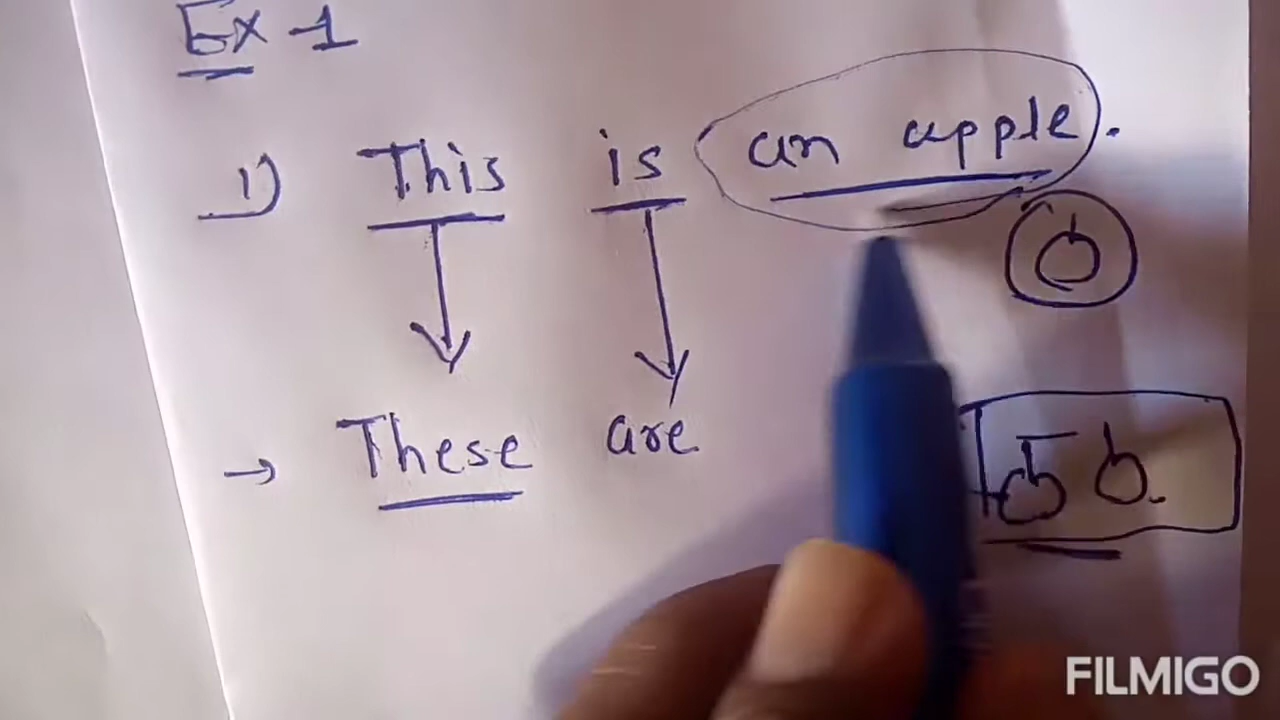 Ex-1
1) This is an apple.
→ These are
FILMIGO